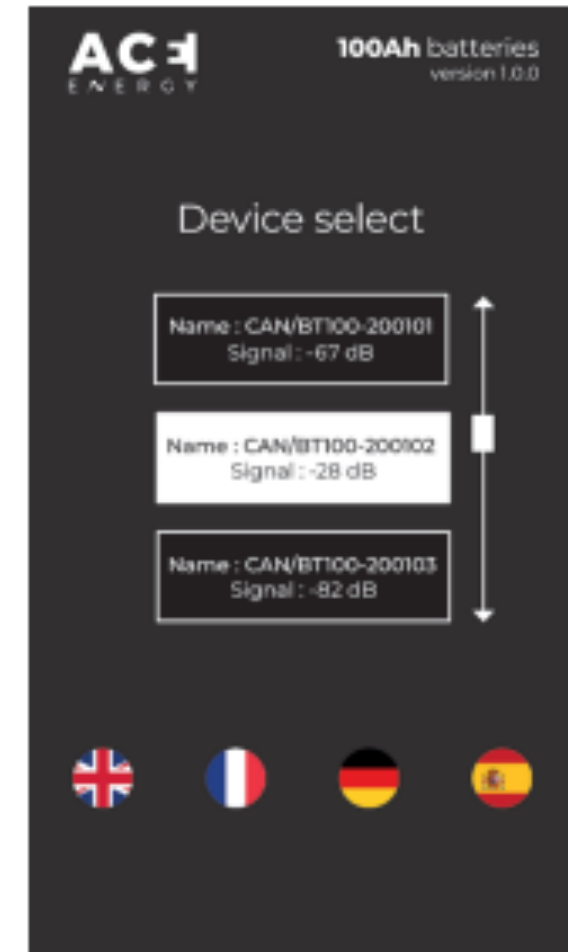 ACE
ENERGY
100Ah batteries
version 1.0.0
Device select
Name : CAN/BT100-200101
Signal : -67 dB
Name : CAN/BT100-200102
Signal : -28 dB
Name : CAN/BT100-200103
Signal : -82 dB